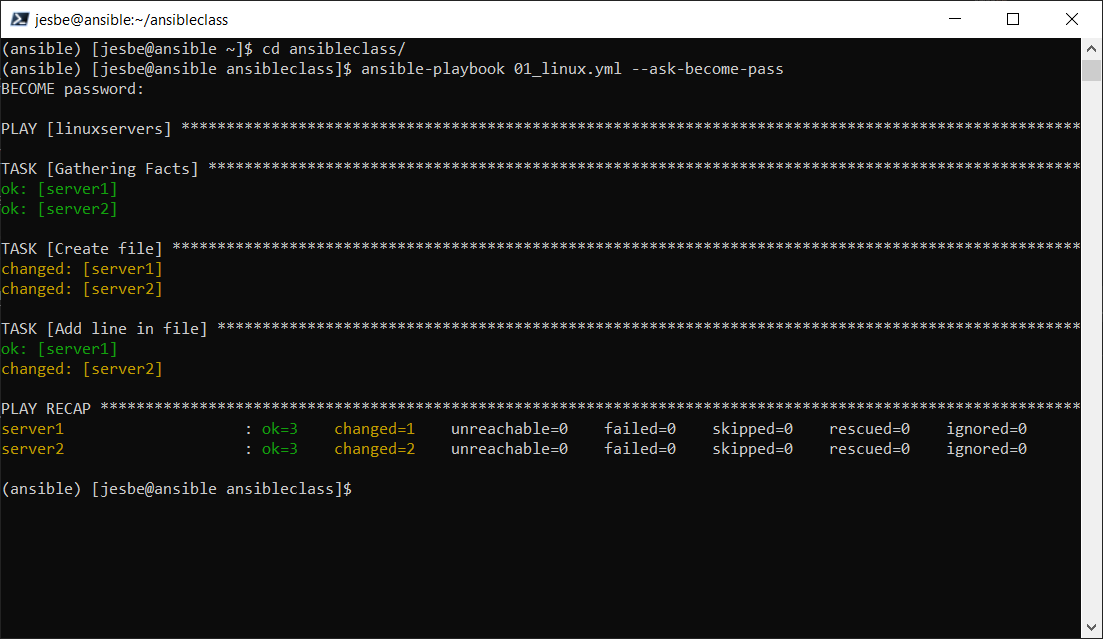 jesbe@ansible:~/ansibleclass
(ansible) [jesbe@ansible ~]$ cd ansibleclass/
(ansible) [jesbe@ansible ansibleclass]$ ansible-playbook 01_linux.yml --ask-become-pass
BECOME password:
PLAY [linuxservers] ****************************************************************************************************
TASK [Gathering Facts] *************************************************************************************************
ok: [server1]
ok: [server2]
TASK [Create file] *****************************************************************************************************
changed: [server1]
changed: [server2]
TASK [Add line in file] ************************************************************************************************
ok: [server1]
changed: [server2]
PLAY RECAP *************************************************************************************************************
server1                    : ok=3    changed=1    unreachable=0    failed=0    skipped=0    rescued=0    ignored=0
server2                    : ok=3    changed=2    unreachable=0    failed=0    skipped=0    rescued=0    ignored=0
(ansible) [jesbe@ansible ansibleclass]$